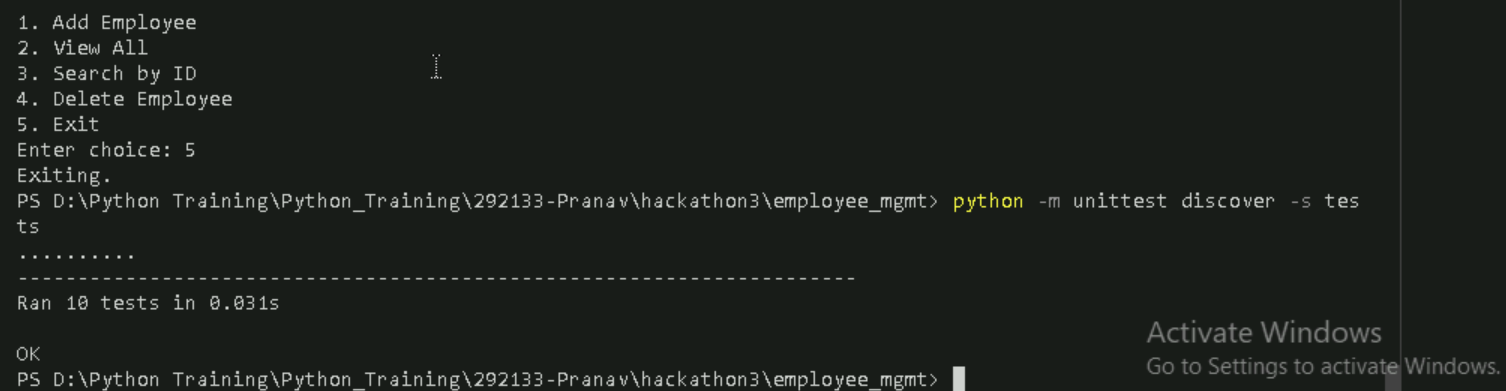 1. Add Employee
2. View All
3. Search by ID
4. Delete Employee
5. Exit
Enter choice: 5
Exiting.
PS D:\Python Training\Python_Training\292133-Pranav\hackathon3\employee_mgmt> python -m unittest discover -s tes
ts
..........
----------------------------------------------------------------------
Ran 10 tests in 0.031s
OK
PS D:\Python Training\Python_Training\292133-Pranav\hackathon3\employee_mgmt>
Activate Windows
Go to Settings to activate Windows.